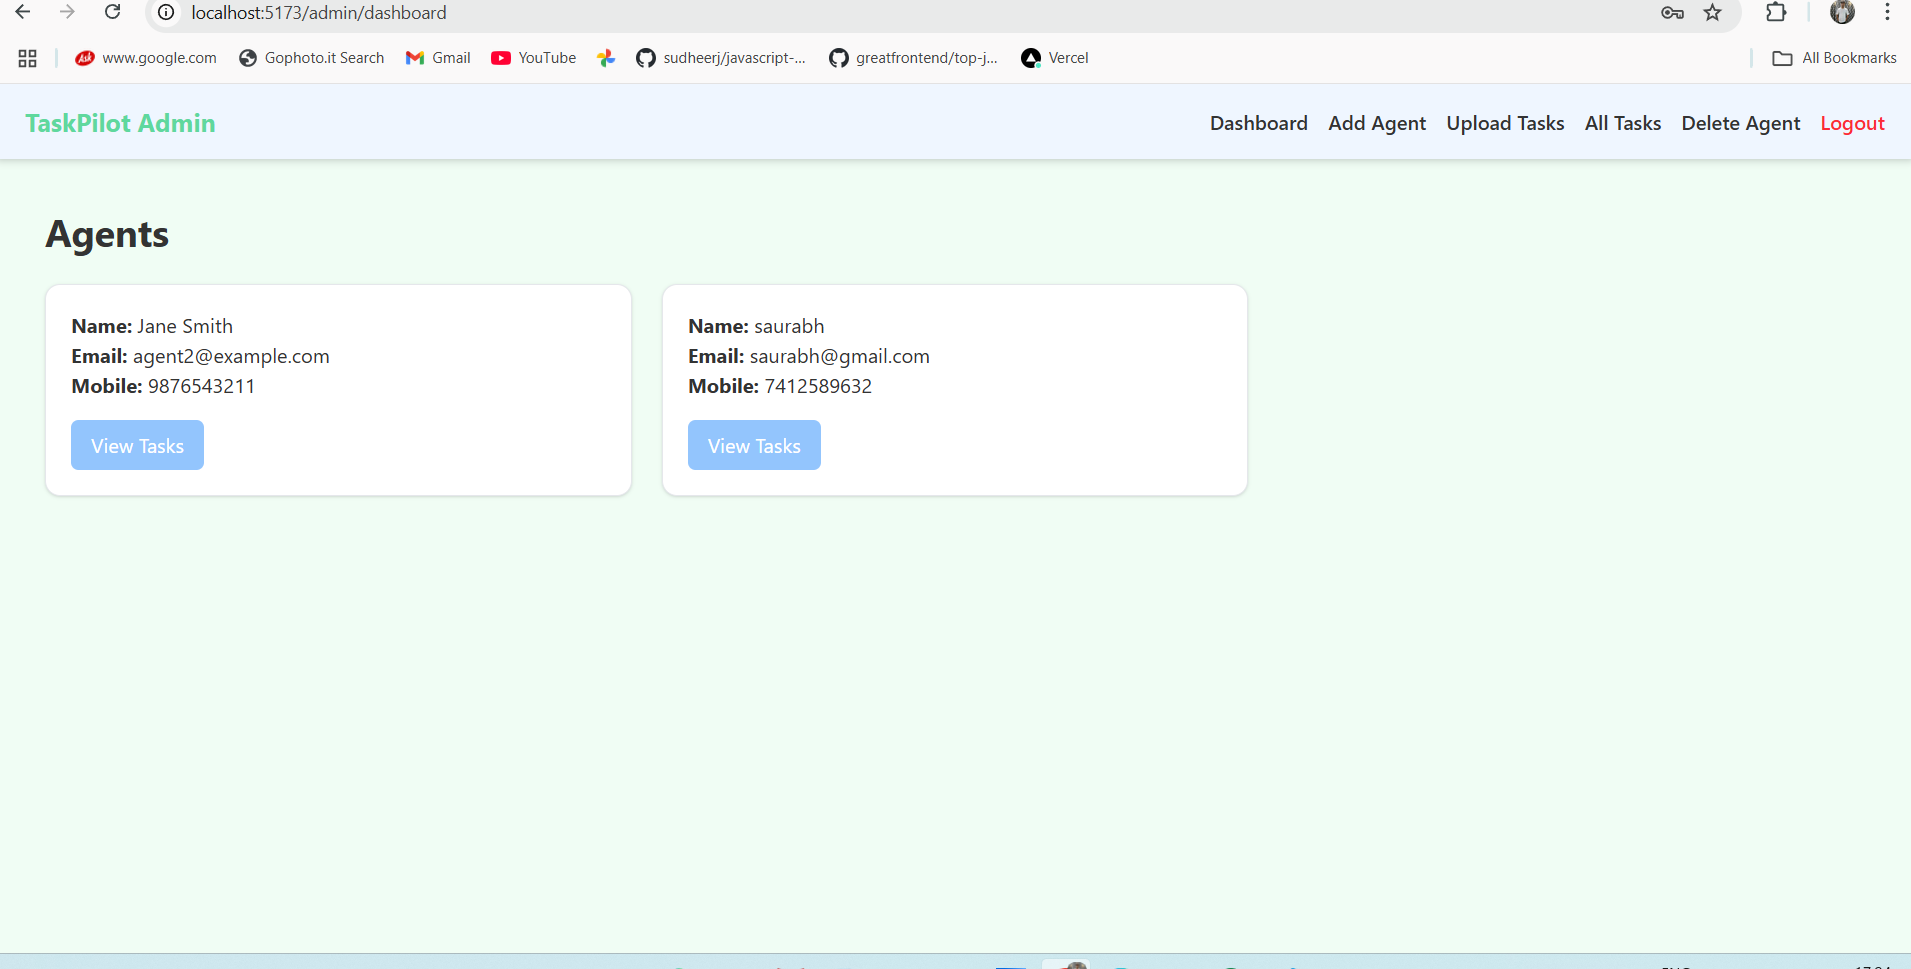 localhost:5173/admin/dashboard
Ask www.google.com Gophoto.it Search Gmail YouTube sudheerj/javascript-... greatfrontend/top-j... Vercel All Bookmarks
TaskPilot Admin Dashboard Add Agent Upload Tasks All Tasks Delete Agent Logout
Agents
Name: Jane Smith
Email: agent2@example.com
Mobile: 9876543211
View Tasks
Name: saurabh
Email: saurabh@gmail.com
Mobile: 7412589632
View Tasks